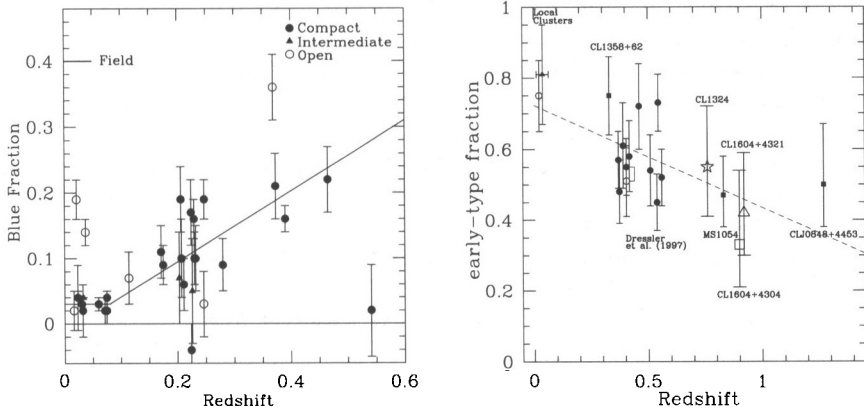 Compact
Intermediate
Open
Field
0.4
0.3
0.2
0.1
0
Blue Fraction
0
0.2
0.4
0.6
Redshift
Local
Clusters
CL1358+62
CL1324
CL1604+4321
Dressler
et al. (1997)
MS1054
CLJ0848+4453
CL1604+4304
1
0.8
0.6
0.4
0.2
0
early-type fraction
0
0.5
1
Redshift